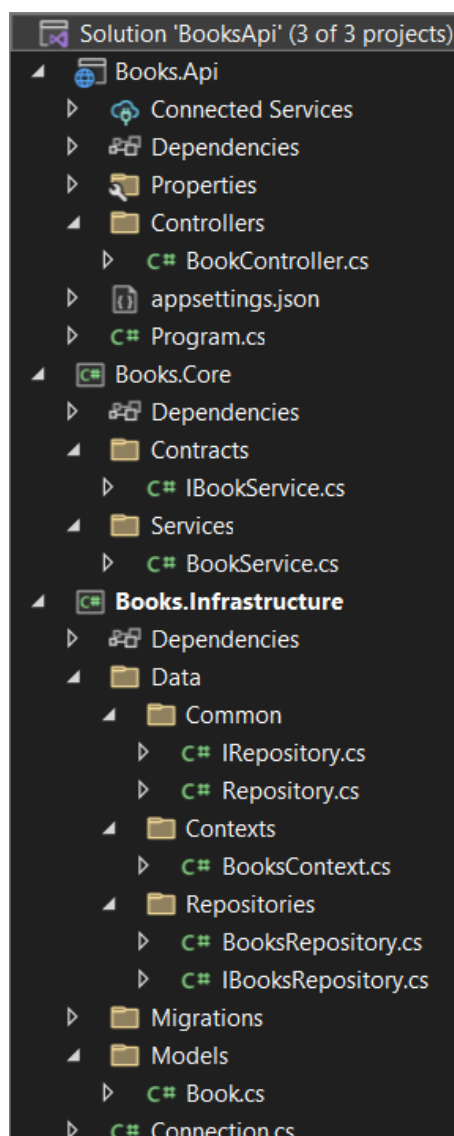 Solution 'BooksApi' (3 of 3 projects)
Books.Api
Connected Services
Dependencies
Properties
Controllers
C# BookController.cs
appsettings.json
C# Program.cs
C# Books.Core
Dependencies
Contracts
C# IBookService.cs
Services
C# BookService.cs
C# Books.Infrastructure
Dependencies
Data
Common
C# IRepository.cs
C# Repository.cs
Contexts
C# BooksContext.cs
Repositories
C# BooksRepository.cs
C# IBooksRepository.cs
Migrations
Models
C# Book.cs
C# Connection.cs